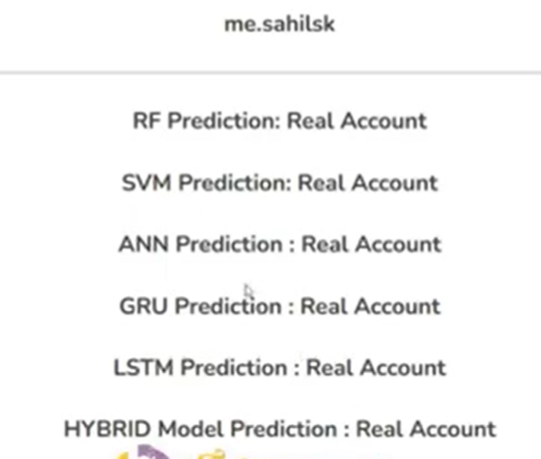 me.sahilsk
RF Prediction: Real Account
SVM Prediction: Real Account
ANN Prediction : Real Account
GRU Prediction : Real Account
LSTM Prediction : Real Account
HYBRID Model Prediction : Real Account